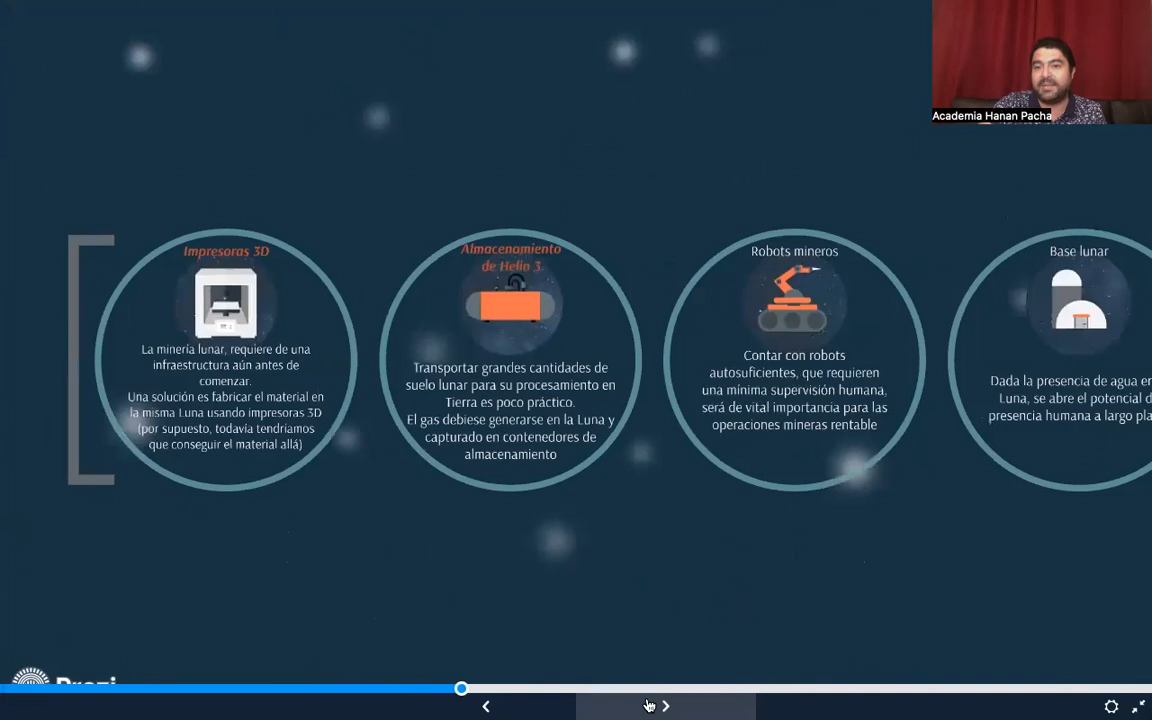 Academia Hanan Pacha
Impresoras 3D
La minería lunar, requiere de una
infraestructura aún antes de
comenzar.
Una solución es fabricar el material en
la misma Luna usando impresoras 3D
(por supuesto, todavía tendríamos
que conseguir el material allá)
Almacenamiento
de Helio 3
Transportar grandes cantidades de
suelo lunar para su procesamiento en
Tierra es poco práctico.
El gas debiese generarse en la Luna y
capturado en contenedores de
almacenamiento
Robots mineros
Contar con robots
autosuficientes, que requieren
una mínima supervisión humana,
será de vital importancia para las
operaciones mineras rentable
Base lunar
Dada la presencia de agua en
Luna, se abre el potencial d
presencia humana a largo pla
Prezi